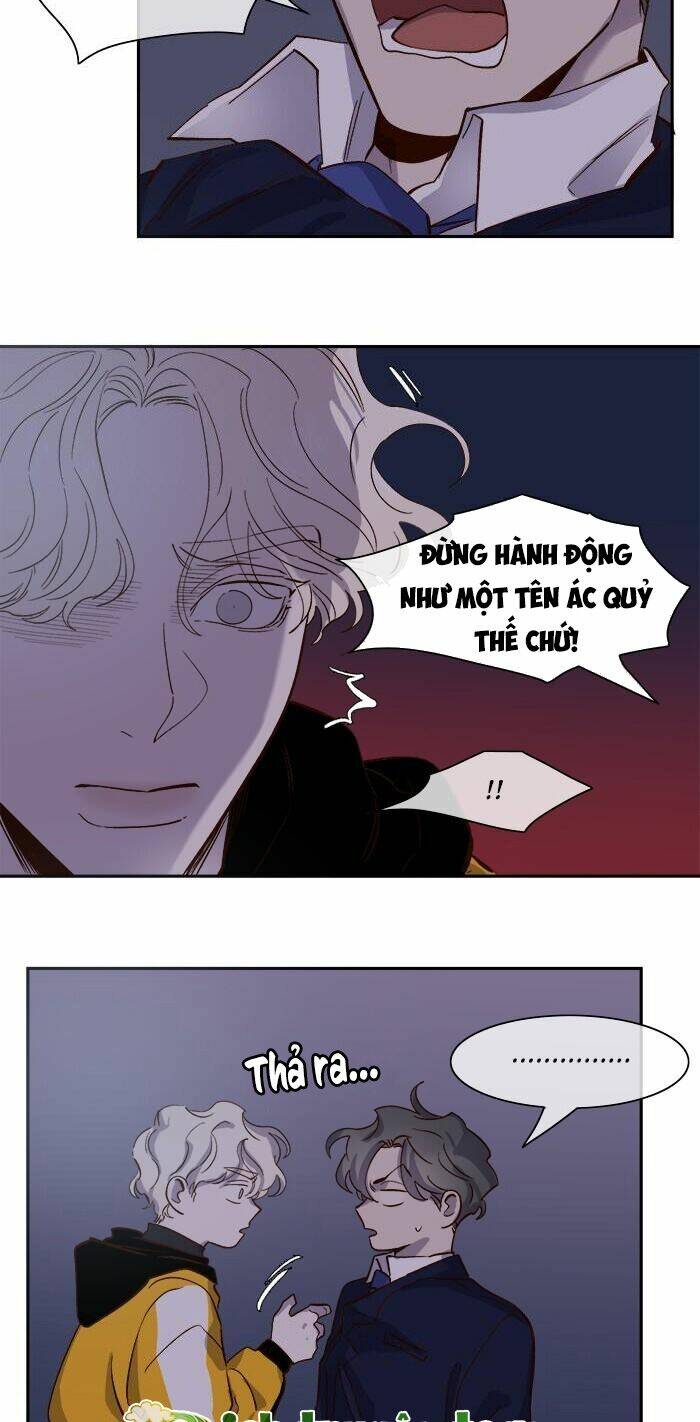 ĐỪNG HÀNH ĐỘNG
NHƯ MỘT TÊN ÁC QUỶ
THẾ CHỨ!
!!
Thả ra...
................